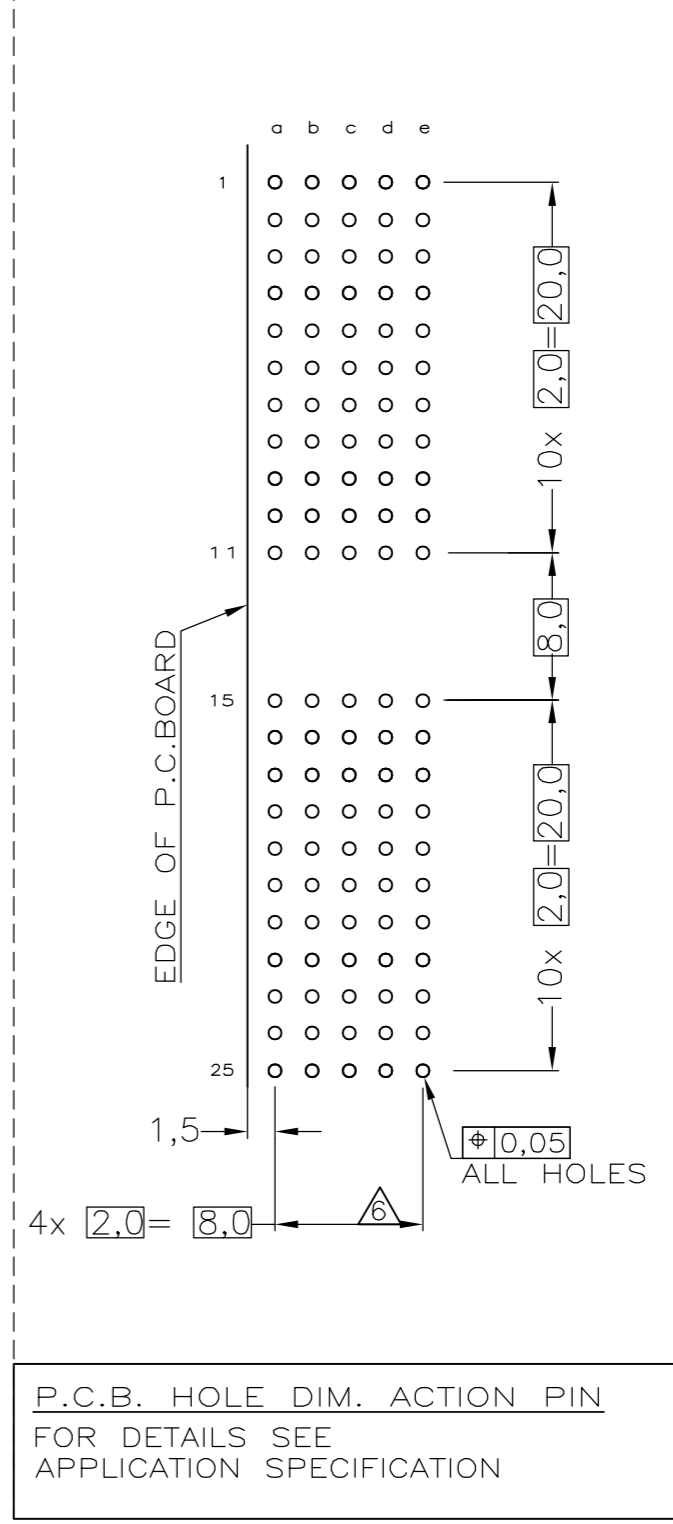 a b c d e
1
10x 2,0=20,0
11
8,0
EDGE OF P.C.BOARD
15
10x 2,0=20,0
25
1,5
⌖ 0,05
ALL HOLES
4x 2,0= 8,0
6
P.C.B. HOLE DIM. ACTION PIN
FOR DETAILS SEE
APPLICATION SPECIFICATION